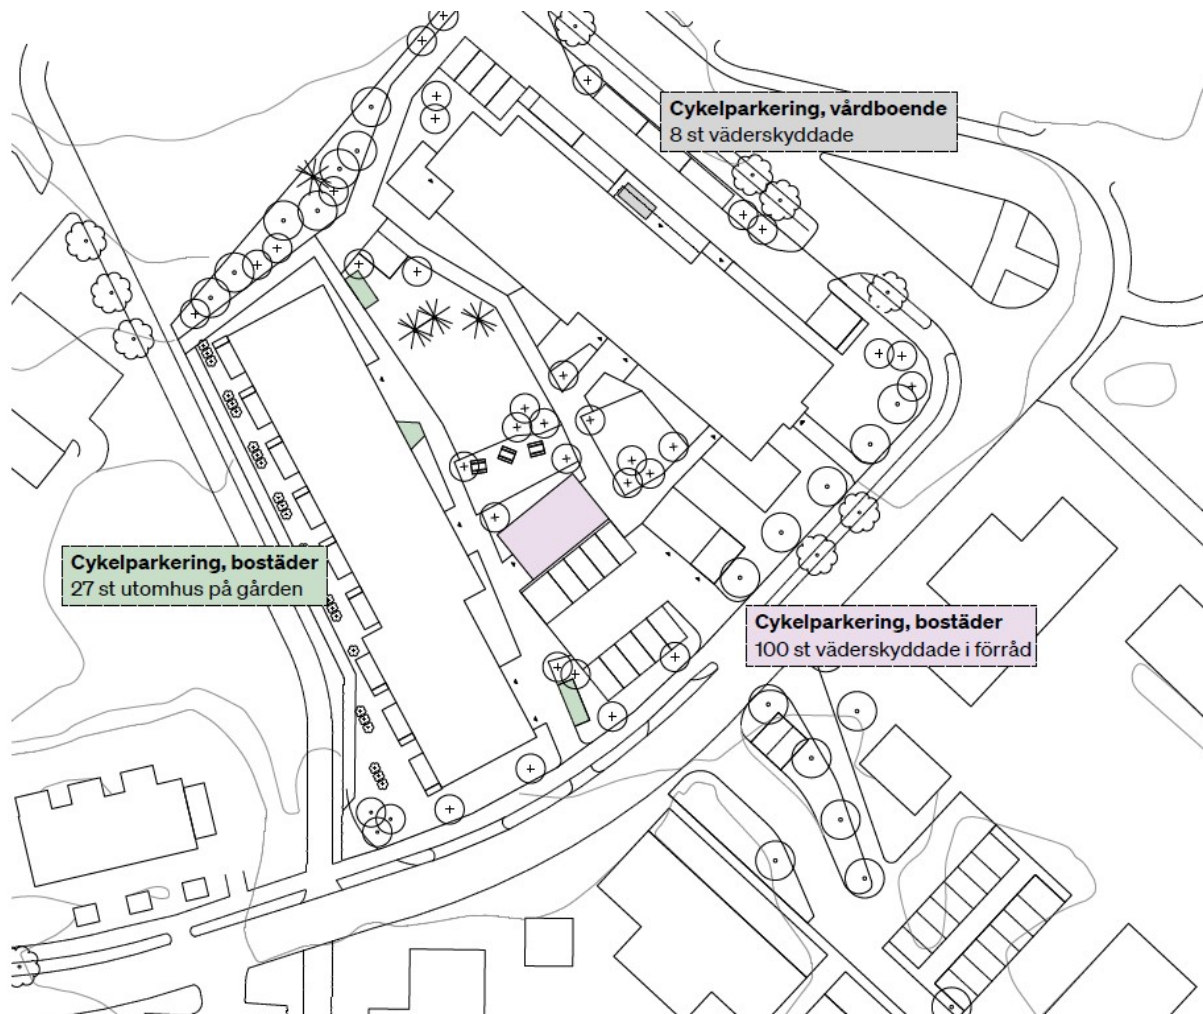 Cykelparkering, vårdboende
8 st väderskyddade
Cykelparkering, bostäder
27 st utomhus på gården
Cykelparkering, bostäder
100 st väderskyddade i förråd